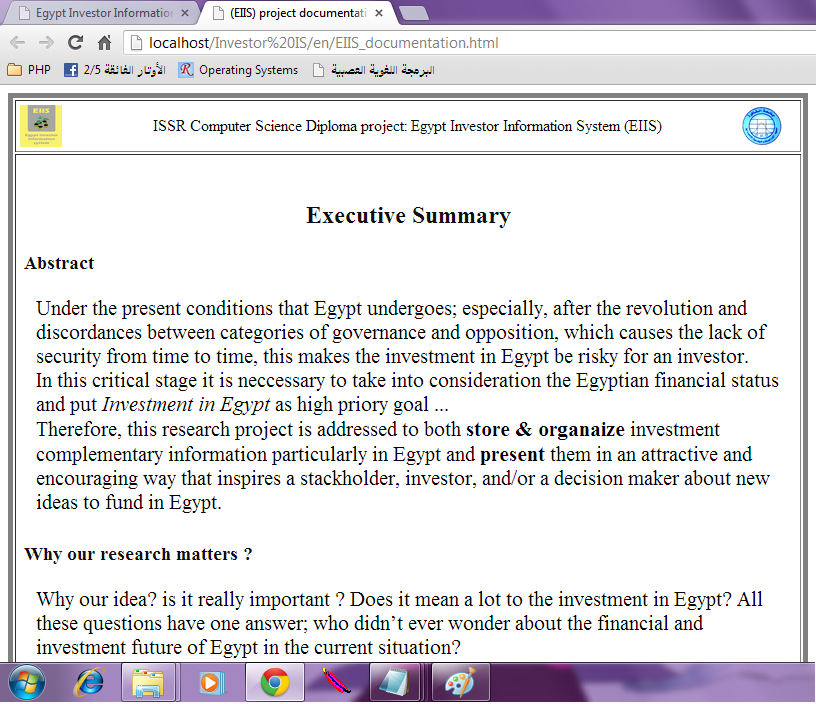 Egypt Investor Informatio
(EIIS) project documentati
localhost/Investor%20IS/en/EIIS_documentation.html
PHP
الأوتار الفائقة 2/5
Operating Systems
البرمجة اللغوية العصبية
EIIS
Egypt Investor
Information
system
ISSR Computer Science Diploma project: Egypt Investor Information System (EIIS)
Executive Summary
Abstract
Under the present conditions that Egypt undergoes; especially, after the revolution and
discordances between categories of governance and opposition, which causes the lack of
security from time to time, this makes the investment in Egypt be risky for an investor.
In this critical stage it is neccessary to take into consideration the Egyptian financial status
and put Investment in Egypt as high priory goal ...
Therefore, this research project is addressed to both store & organaize investment
complementary information particularly in Egypt and present them in an attractive and
encouraging way that inspires a stackholder, investor, and/or a decision maker about new
ideas to fund in Egypt.
Why our research matters ?
Why our idea? is it really important ? Does it mean a lot to the investment in Egypt? All
these questions have one answer; who didn't ever wonder about the financial and
investment future of Egypt in the current situation?